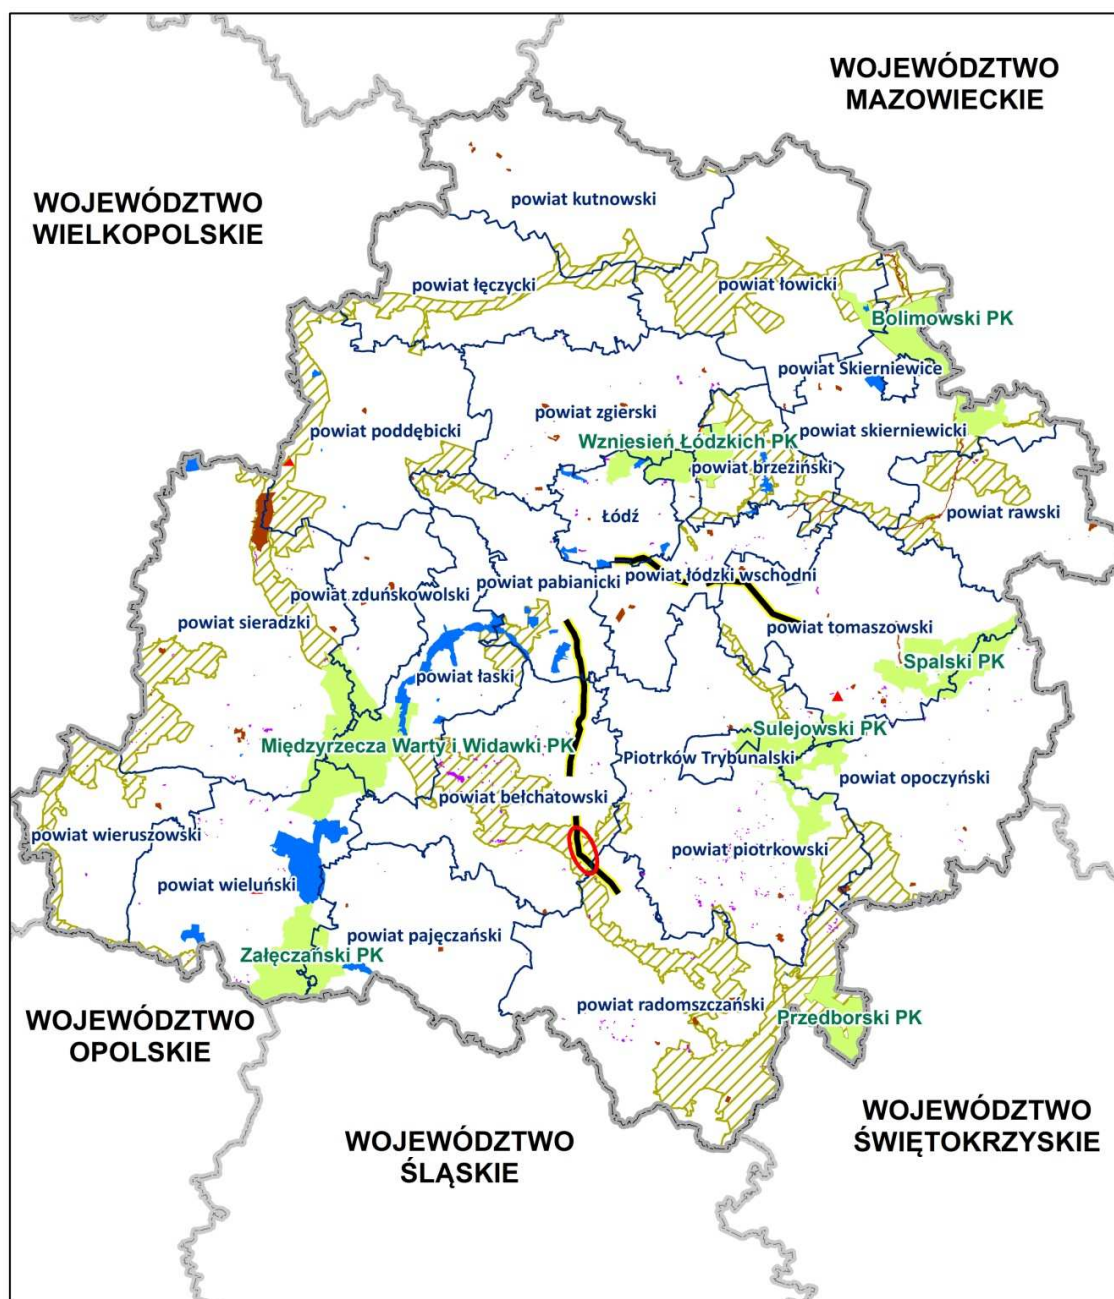 WOJEWÓDZTWO
MAZOWIECKIE
WOJEWÓDZTWO
WIELKOPOLSKIE
powiat kutnowski
powiat łęczycki
powiat łowicki
Bolimowski PK
powiat Skierniewice
powiat zgierski
powiat poddębicki
Wzniesień Łódzkich PK
powiat skierniewicki
powiat brzeziński
Łódź
powiat rawski
powiat pabianicki
powiat łódzki wschodni
powiat zduńskowolski
powiat sieradzki
powiat tomaszowski
Spalski PK
powiat łaski
Sulejowski PK
Międzyrzecza Warty i Widawki PK
Piotrków Trybunalski
powiat opoczyński
powiat bełchatowski
powiat wieruszowski
powiat piotrkowski
powiat wieluński
powiat pajęczański
Załęczański PK
powiat radomszczański
Przedborski PK
WOJEWÓDZTWO
OPOLSKIE
WOJEWÓDZTWO
ŚLĄSKIE
WOJEWÓDZTWO
ŚWIĘTOKRZYSKIE